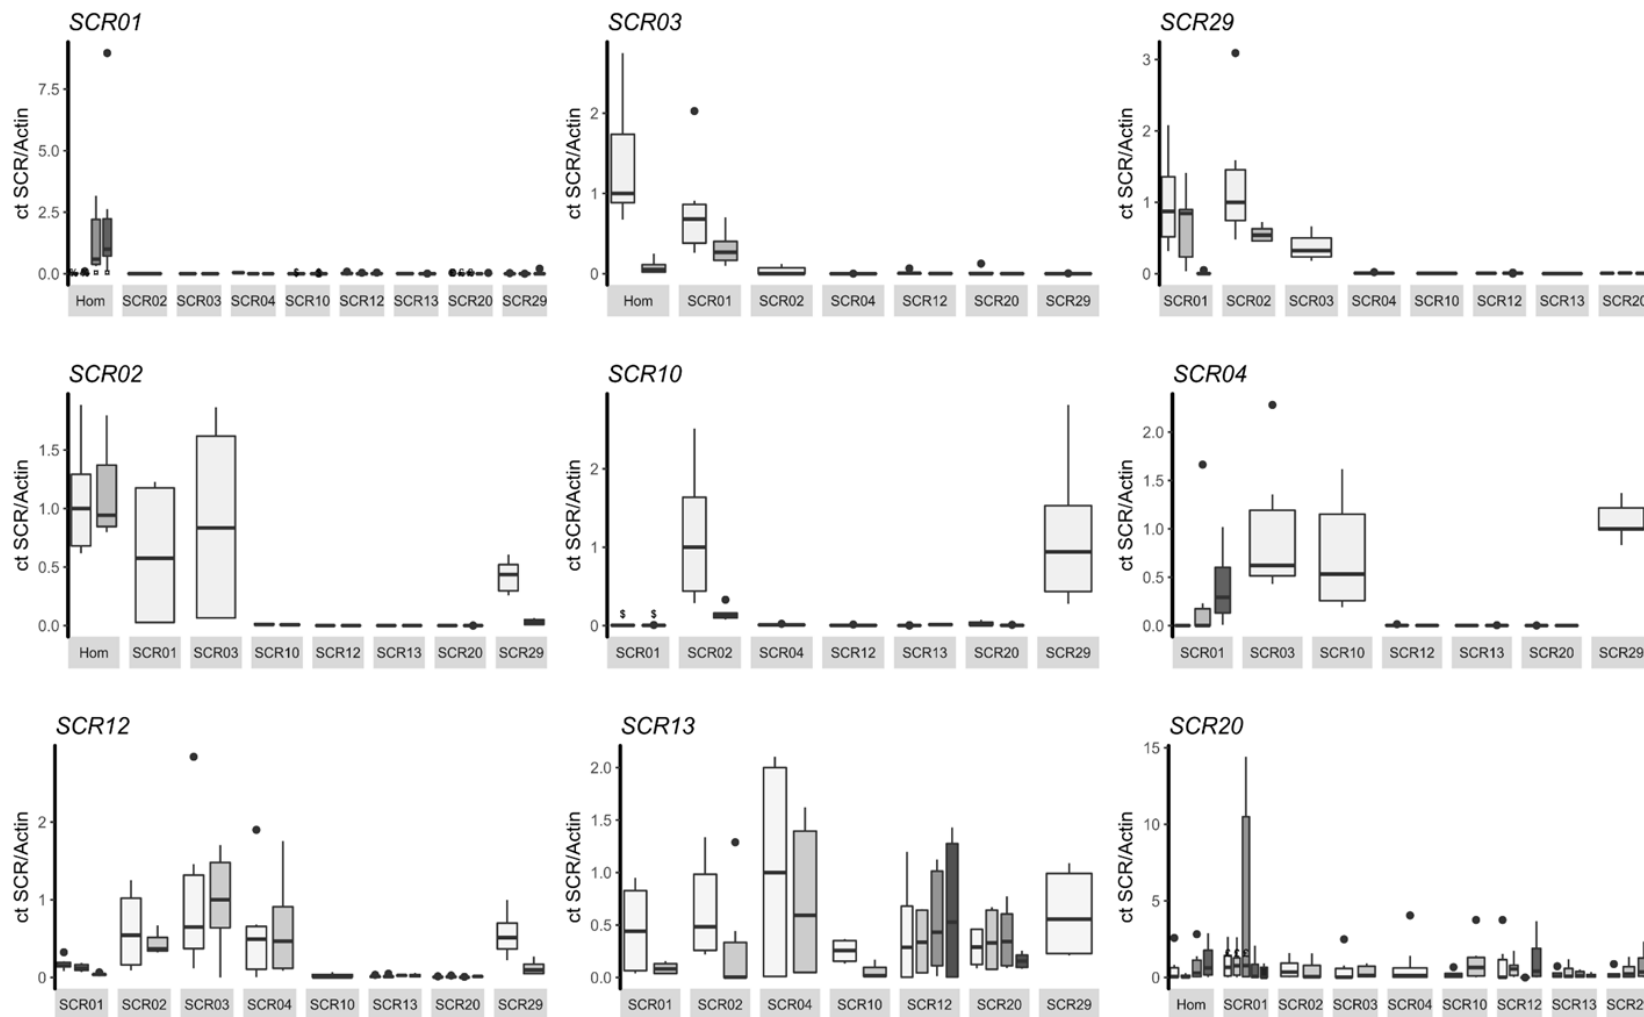 SCR01
ct SCR/Actin
7.5
5.0
2.5
0.0
Hom SCR02 SCR03 SCR04 SCR10 SCR12 SCR13 SCR20 SCR29
SCR03
ct SCR/Actin
2
1
0
Hom SCR01 SCR02 SCR04 SCR12 SCR20 SCR29
SCR29
ct SCR/Actin
3
2
1
0
SCR01 SCR02 SCR03 SCR04 SCR10 SCR12 SCR13 SCR20
SCR02
ct SCR/Actin
1.5
1.0
0.5
0.0
Hom SCR01 SCR03 SCR10 SCR12 SCR13 SCR20 SCR29
SCR10
ct SCR/Actin
2
1
0
$ $
SCR01 SCR02 SCR04 SCR12 SCR13 SCR20 SCR29
SCR04
ct SCR/Actin
2.0
1.5
1.0
0.5
0.0
SCR01 SCR03 SCR10 SCR12 SCR13 SCR20 SCR29
SCR12
ct SCR/Actin
2
1
0
SCR01 SCR02 SCR03 SCR04 SCR10 SCR13 SCR20 SCR29
SCR13
ct SCR/Actin
2.0
1.5
1.0
0.5
0.0
SCR01 SCR02 SCR04 SCR10 SCR12 SCR20 SCR29
SCR20
ct SCR/Actin
15
10
5
0
Hom SCR01 SCR02 SCR03 SCR04 SCR10 SCR12 SCR13 SCR2